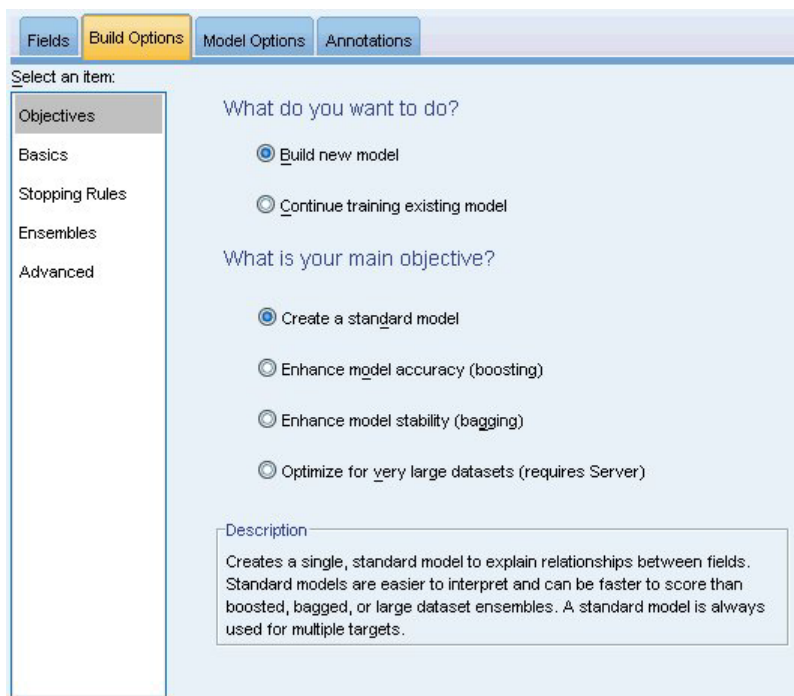 Fields Build Options Model Options Annotations
Select an item:
Objectives
Basics
Stopping Rules
Ensembles
Advanced
What do you want to do?
Build new model
Continue training existing model
What is your main objective?
Create a standard model
Enhance model accuracy (boosting)
Enhance model stability (bagging)
Optimize for very large datasets (requires Server)
Description
Creates a single, standard model to explain relationships between fields.
Standard models are easier to interpret and can be faster to score than
boosted, bagged, or large dataset ensembles. A standard model is always
used for multiple targets.